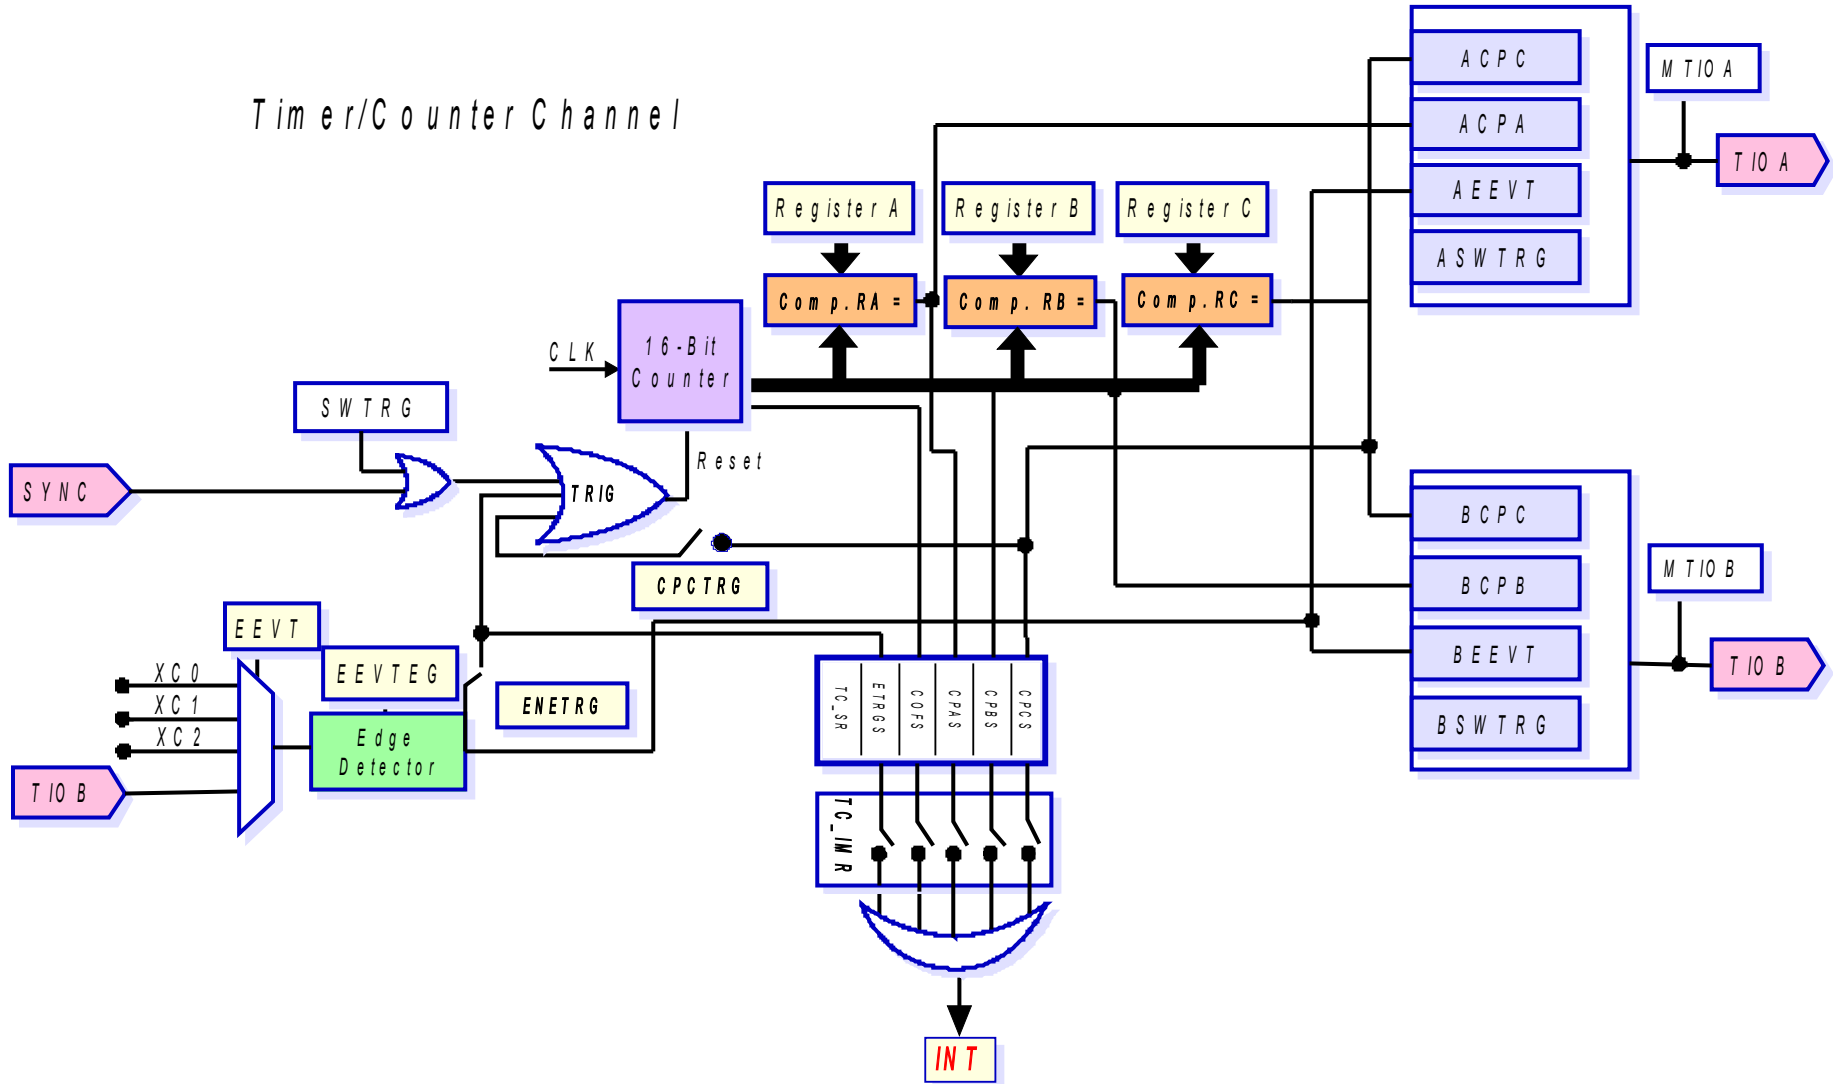 Timer/Counter Channel
ACPC
ACPA
AEEVT
ASWTRG
MTIOA
TIOA
Register A
Register B
Register C
Comp.RA =
Comp.RB =
Comp.RC =
CLK
16-Bit
Counter
SWTRG
SYNC
TRIG
Reset
CPCTRG
BCPC
BCPB
BEEVT
BSWTRG
MTIOB
TIOB
EEVT
EEVTEG
XC0
XC1
XC2
TIOB
Edge
Detector
ENETRG
TC_SR
ETRGS
COFS
CPAS
CPBS
CPCS
TC_IMR
INT